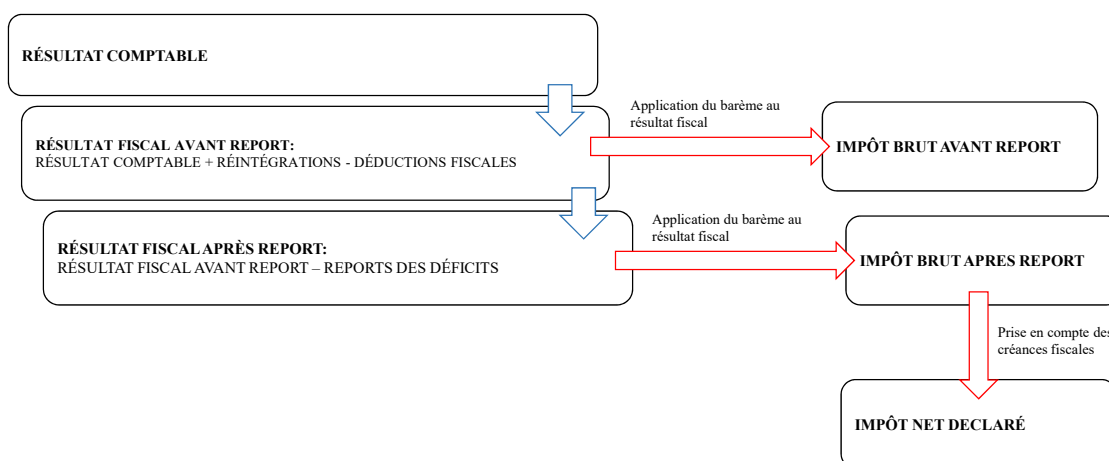 RÉSULTAT COMPTABLE
Application du barème au
résultat fiscal
RÉSULTAT FISCAL AVANT REPORT:
RÉSULTAT COMPTABLE + RÉINTÉGRATIONS - DÉDUCTIONS FISCALES
IMPÔT BRUT AVANT REPORT
Application du barème au
résultat fiscal
RÉSULTAT FISCAL APRÈS REPORT:
RÉSULTAT FISCAL AVANT REPORT – REPORTS DES DÉFICITS
IMPÔT BRUT APRES REPORT
Prise en compte des
créances fiscales
IMPÔT NET DECLARÉ